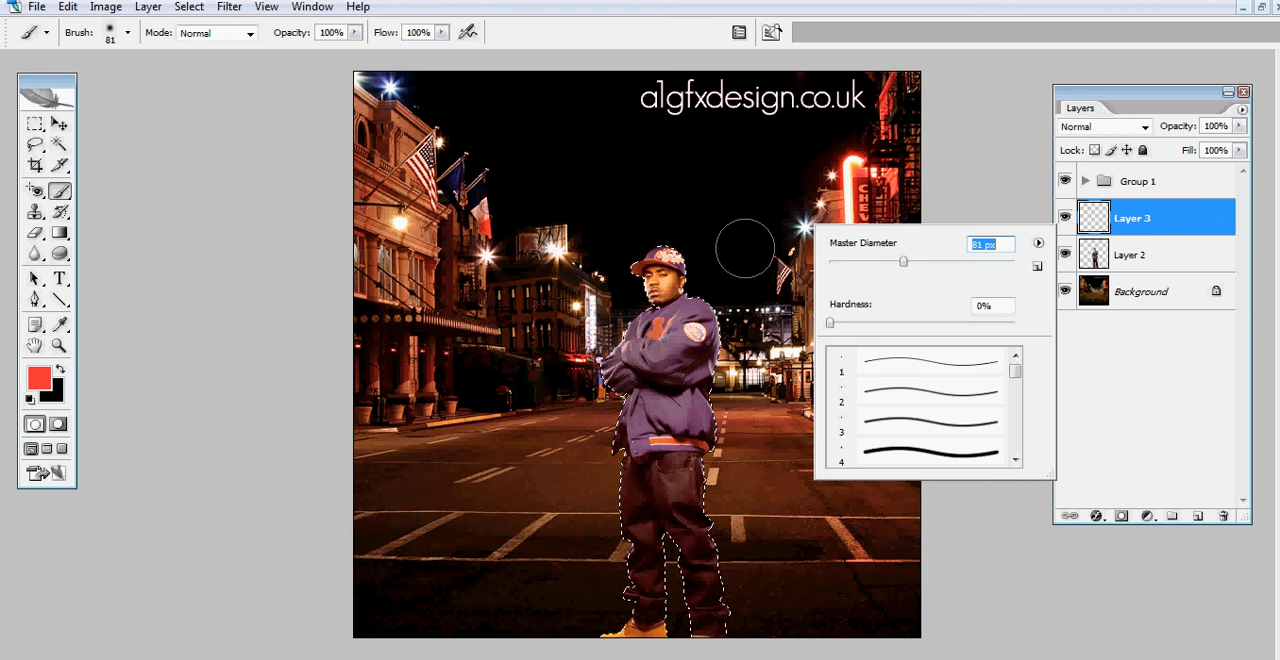 File Edit Image Layer Select Filter View Window Help
Brush: 81 Mode: Normal Opacity: 100% Flow: 100%
a1gfxdesign.co.uk
CHEV
Master Diameter 81 px
Hardness: 0%
1
2
3
4
Layers
Normal Opacity: 100%
Lock: Fill: 100%
Group 1
Layer 3
Layer 2
Background